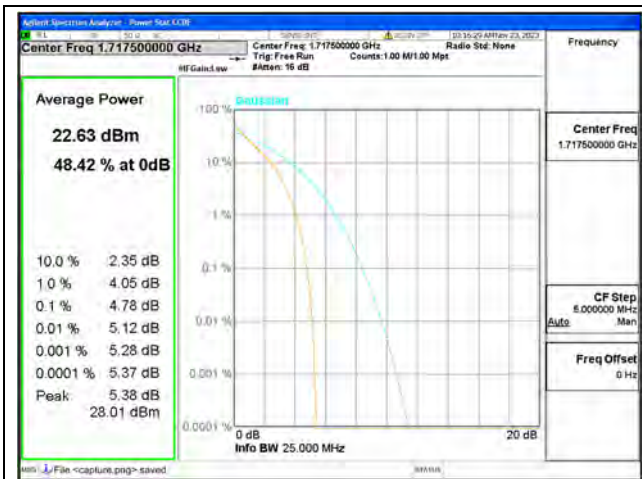 Agilent Spectrum Analyzer - Power Stat CCDF
Center Freq 1.717500000 GHz
Center Freq: 1.717500000 GHz
Trig: Free Run
Counts:1.00 M/1.00 Mpt
#IFGain:Low
#Atten: 16 dB
10:16:29 AM Nov 23, 2023
Radio Std: None
Frequency
Average Power
22.63 dBm
48.42 % at 0dB
10.0 % 2.35 dB
1.0 % 4.05 dB
0.1 % 4.78 dB
0.01 % 5.12 dB
0.001 % 5.28 dB
0.0001 % 5.37 dB
Peak 5.38 dB
28.01 dBm
Gaussian
100 %
10 %
1 %
0.1 %
0.01 %
0.001 %
0.0001 %
0 dB
20 dB
Info BW 25.000 MHz
Center Freq
1.717500000 GHz
CF Step
5.000000 MHz
Auto Man
Freq Offset
0 Hz
MSG
File <capture.png> saved
STATUS